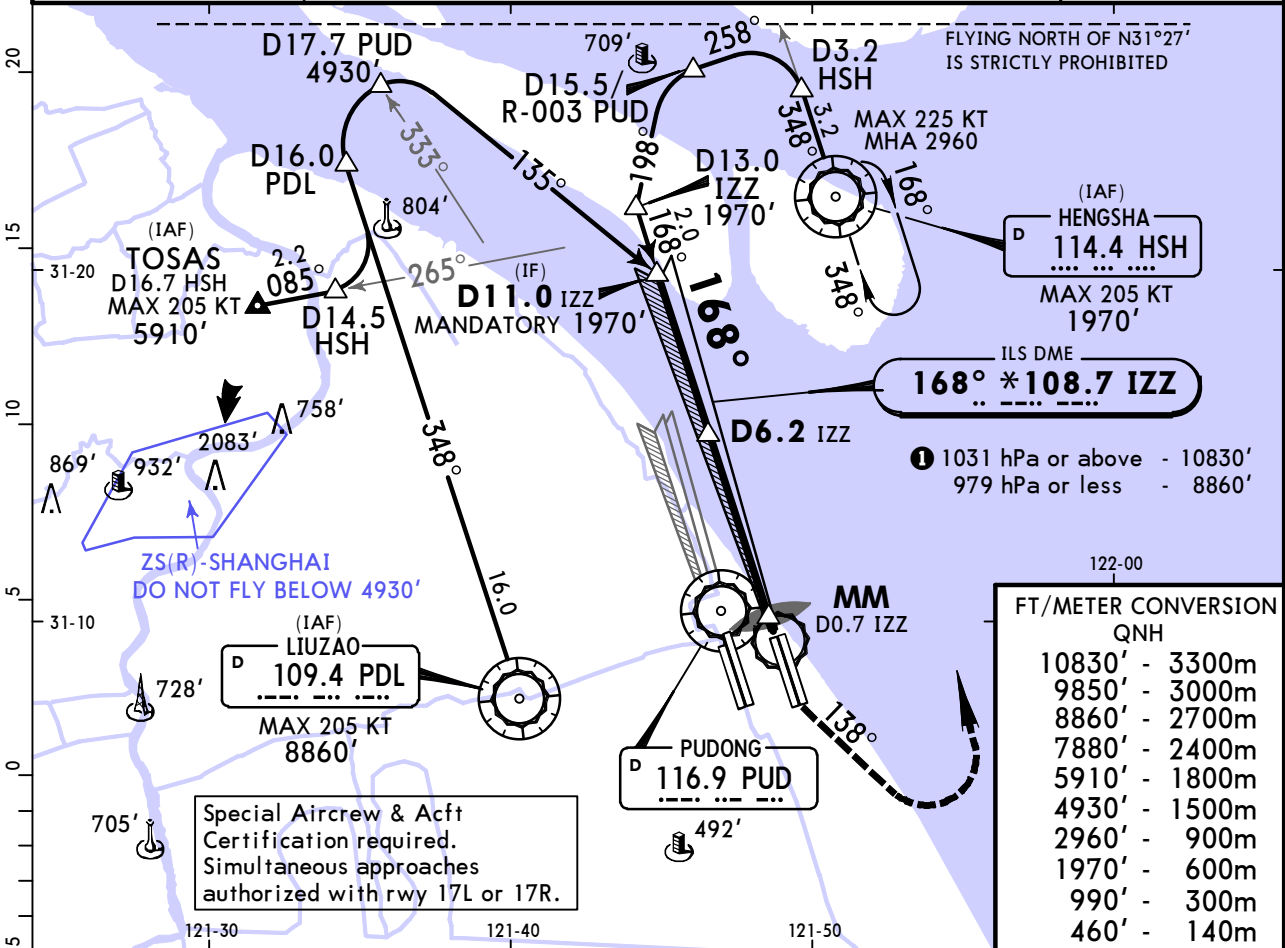 FLYING NORTH OF N31°27'
IS STRICTLY PROHIBITED
D17.7 PUD
4930'
709'
258°
D15.5/
R-003 PUD
D3.2
HSH
3.2
348°
MAX 225 KT
MHA 2960
20
333°
135°
198°
D13.0
IZZ
1970'
168°
2.0
168°
348°
D16.0
PDL
804'
(IAF)
TOSAS
D16.7 HSH
MAX 205 KT
5910'
2.2
085°
D14.5
HSH
265°
(IF)
D11.0 IZZ
MANDATORY 1970'
168°
(IAF)
HENGSHA
D 114.4 HSH
MAX 205 KT
1970'
15
31-20
ILS DME
168° *108.7 IZZ
D6.2 IZZ
1 1031 hPa or above - 10830'
979 hPa or less - 8860'
10
758'
2083'
869'
932'
348°
ZS(R)-SHANGHAI
DO NOT FLY BELOW 4930'
16.0
122-00
5
31-10
MM
D0.7 IZZ
(IAF)
LIUZAO
D 109.4 PDL
MAX 205 KT
8860'
728'
138°
PUDONG
D 116.9 PUD
492'
0
705'
Special Aircrew & Acft
Certification required.
Simultaneous approaches
authorized with rwy 17L or 17R.
5
121-30
121-40
121-50
FT/METER CONVERSION
QNH
10830' - 3300m
9850' - 3000m
8860' - 2700m
7880' - 2400m
5910' - 1800m
4930' - 1500m
2960' - 900m
1970' - 600m
990' - 300m
460' - 140m